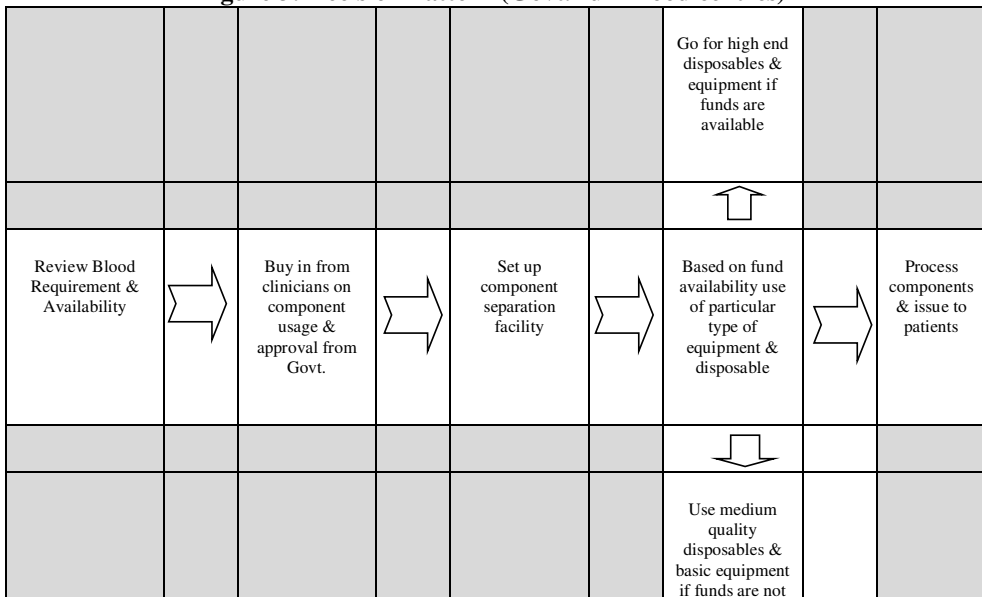 Go for high end
disposables &
equipment if
funds are
available
Review Blood
Requirement &
Availability
Buy in from
clinicians on
component
usage &
approval from
Govt.
Set up
component
separation
facility
Based on fund
availability use
of particular
type of
equipment &
disposable
Process
components
& issue to
patients
Use medium
quality
disposables &
basic equipment
if funds are not